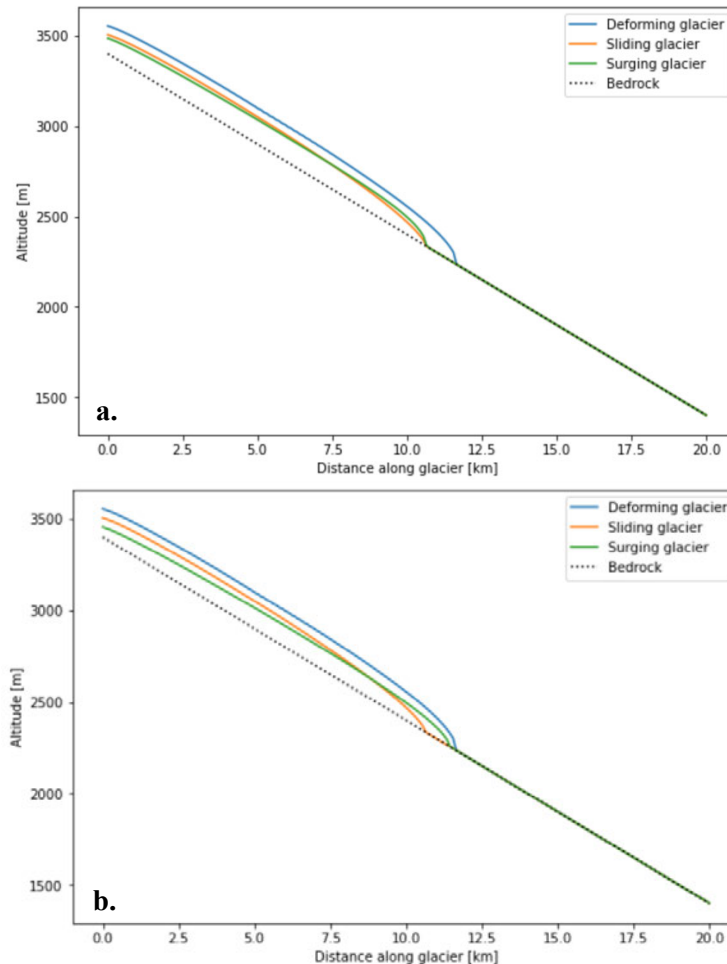 3500
3000
2500
2000
1500
Altitude [m]
Deforming glacier
Sliding glacier
Surging glacier
Bedrock
a.
0.0 2.5 5.0 7.5 10.0 12.5 15.0 17.5 20.0
Distance along glacier [km]
3500
3000
2500
2000
1500
Altitude [m]
Deforming glacier
Sliding glacier
Surging glacier
Bedrock
b.
0.0 2.5 5.0 7.5 10.0 12.5 15.0 17.5 20.0
Distance along glacier [km]